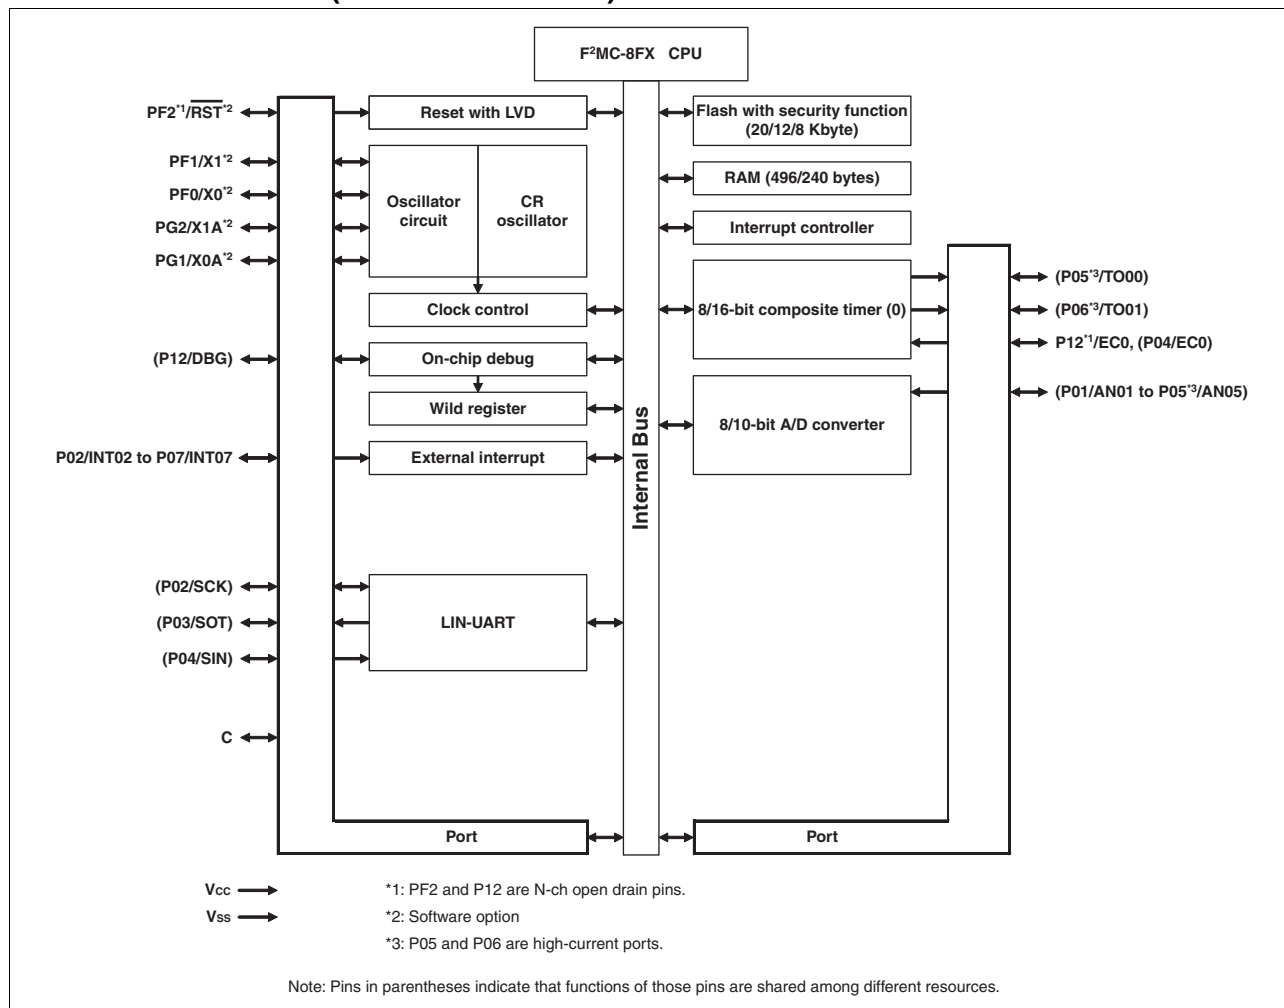 F²MC-8FX CPU
PF2*1/RST*2
Reset with LVD
Flash with security function
(20/12/8 Kbyte)
PF1/X1*2
PF0/X0*2
PG2/X1A*2
PG1/X0A*2
Oscillator
circuit
CR
oscillator
RAM (496/240 bytes)
Interrupt controller
Clock control
8/16-bit composite timer (0)
(P05*3/TO00)
(P06*3/TO01)
P12*1/EC0, (P04/EC0)
(P12/DBG)
On-chip debug
Wild register
8/10-bit A/D converter
(P01/AN01 to P05*3/AN05)
P02/INT02 to P07/INT07
External interrupt
Internal Bus
(P02/SCK)
(P03/SOT)
(P04/SIN)
LIN-UART
C
Port
Port
Vcc
Vss
*1: PF2 and P12 are N-ch open drain pins.
*2: Software option
*3: P05 and P06 are high-current ports.
Note: Pins in parentheses indicate that functions of those pins are shared among different resources.